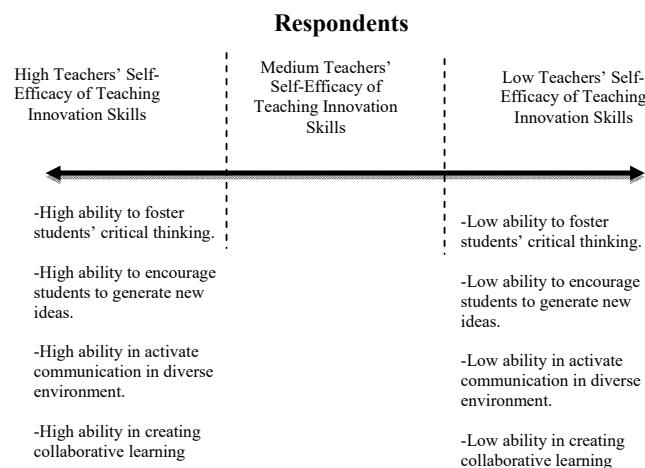 Respondents
High Teachers’ Self-
Efficacy of Teaching
Innovation Skills
Medium Teachers’
Self-Efficacy of
Teaching Innovation
Skills
Low Teachers’ Self-
Efficacy of Teaching
Innovation Skills
-High ability to foster
students’ critical thinking.
-High ability to encourage
students to generate new
ideas.
-High ability in activate
communication in diverse
environment.
-High ability in creating
collaborative learning
-Low ability to foster
students’ critical thinking.
-Low ability to encourage
students to generate new
ideas.
-Low ability in activate
communication in diverse
environment.
-Low ability in creating
collaborative learning